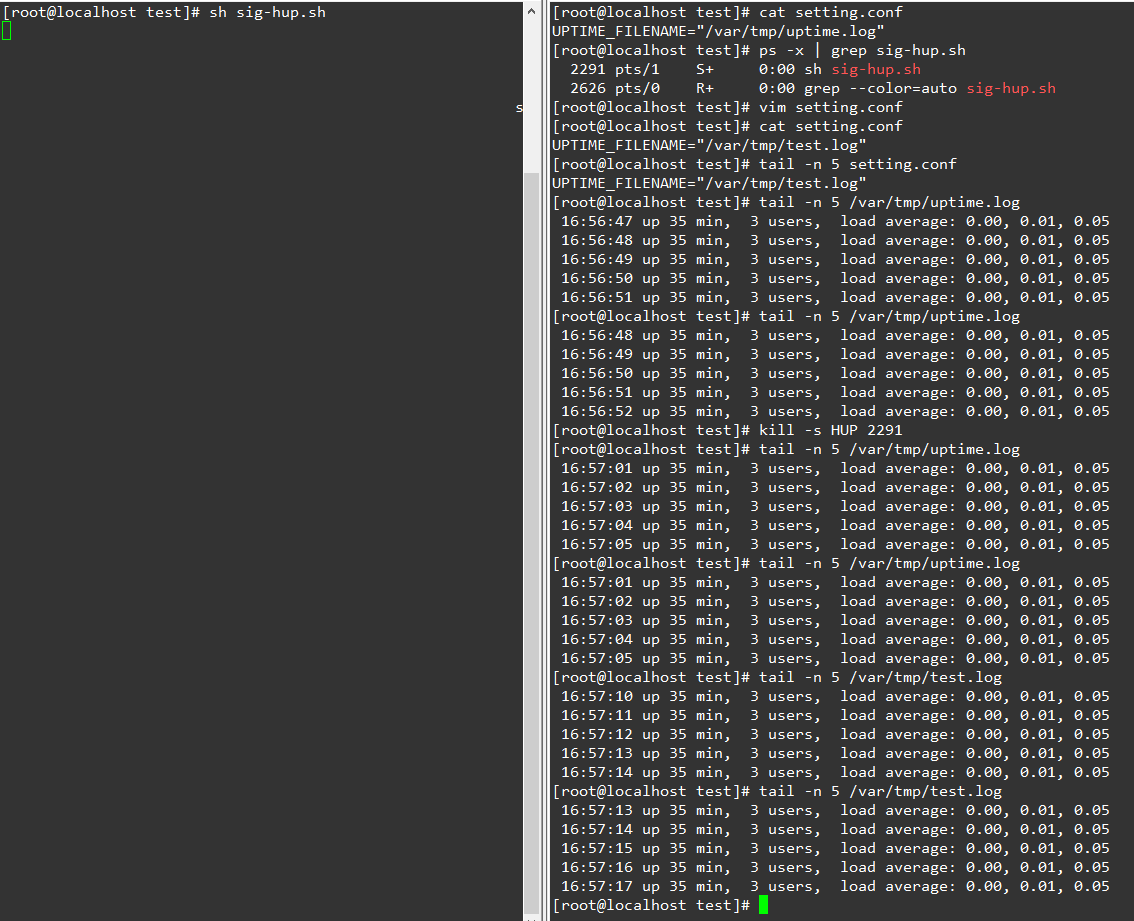 [root@localhost test]# sh sig-hup.sh
s
[root@localhost test]# cat setting.conf
UPTIME_FILENAME="/var/tmp/uptime.log"
[root@localhost test]# ps -x | grep sig-hup.sh
  2291 pts/1    S+     0:00 sh sig-hup.sh
  2626 pts/0    R+     0:00 grep --color=auto sig-hup.sh
[root@localhost test]# vim setting.conf
[root@localhost test]# cat setting.conf
UPTIME_FILENAME="/var/tmp/test.log"
[root@localhost test]# tail -n 5 setting.conf
UPTIME_FILENAME="/var/tmp/test.log"
[root@localhost test]# tail -n 5 /var/tmp/uptime.log
 16:56:47 up 35 min,  3 users,  load average: 0.00, 0.01, 0.05
 16:56:48 up 35 min,  3 users,  load average: 0.00, 0.01, 0.05
 16:56:49 up 35 min,  3 users,  load average: 0.00, 0.01, 0.05
 16:56:50 up 35 min,  3 users,  load average: 0.00, 0.01, 0.05
 16:56:51 up 35 min,  3 users,  load average: 0.00, 0.01, 0.05
[root@localhost test]# tail -n 5 /var/tmp/uptime.log
 16:56:48 up 35 min,  3 users,  load average: 0.00, 0.01, 0.05
 16:56:49 up 35 min,  3 users,  load average: 0.00, 0.01, 0.05
 16:56:50 up 35 min,  3 users,  load average: 0.00, 0.01, 0.05
 16:56:51 up 35 min,  3 users,  load average: 0.00, 0.01, 0.05
 16:56:52 up 35 min,  3 users,  load average: 0.00, 0.01, 0.05
[root@localhost test]# kill -s HUP 2291
[root@localhost test]# tail -n 5 /var/tmp/uptime.log
 16:57:01 up 35 min,  3 users,  load average: 0.00, 0.01, 0.05
 16:57:02 up 35 min,  3 users,  load average: 0.00, 0.01, 0.05
 16:57:03 up 35 min,  3 users,  load average: 0.00, 0.01, 0.05
 16:57:04 up 35 min,  3 users,  load average: 0.00, 0.01, 0.05
 16:57:05 up 35 min,  3 users,  load average: 0.00, 0.01, 0.05
[root@localhost test]# tail -n 5 /var/tmp/uptime.log
 16:57:01 up 35 min,  3 users,  load average: 0.00, 0.01, 0.05
 16:57:02 up 35 min,  3 users,  load average: 0.00, 0.01, 0.05
 16:57:03 up 35 min,  3 users,  load average: 0.00, 0.01, 0.05
 16:57:04 up 35 min,  3 users,  load average: 0.00, 0.01, 0.05
 16:57:05 up 35 min,  3 users,  load average: 0.00, 0.01, 0.05
[root@localhost test]# tail -n 5 /var/tmp/test.log
 16:57:10 up 35 min,  3 users,  load average: 0.00, 0.01, 0.05
 16:57:11 up 35 min,  3 users,  load average: 0.00, 0.01, 0.05
 16:57:12 up 35 min,  3 users,  load average: 0.00, 0.01, 0.05
 16:57:13 up 35 min,  3 users,  load average: 0.00, 0.01, 0.05
 16:57:14 up 35 min,  3 users,  load average: 0.00, 0.01, 0.05
[root@localhost test]# tail -n 5 /var/tmp/test.log
 16:57:13 up 35 min,  3 users,  load average: 0.00, 0.01, 0.05
 16:57:14 up 35 min,  3 users,  load average: 0.00, 0.01, 0.05
 16:57:15 up 35 min,  3 users,  load average: 0.00, 0.01, 0.05
 16:57:16 up 35 min,  3 users,  load average: 0.00, 0.01, 0.05
 16:57:17 up 35 min,  3 users,  load average: 0.00, 0.01, 0.05
[root@localhost test]#